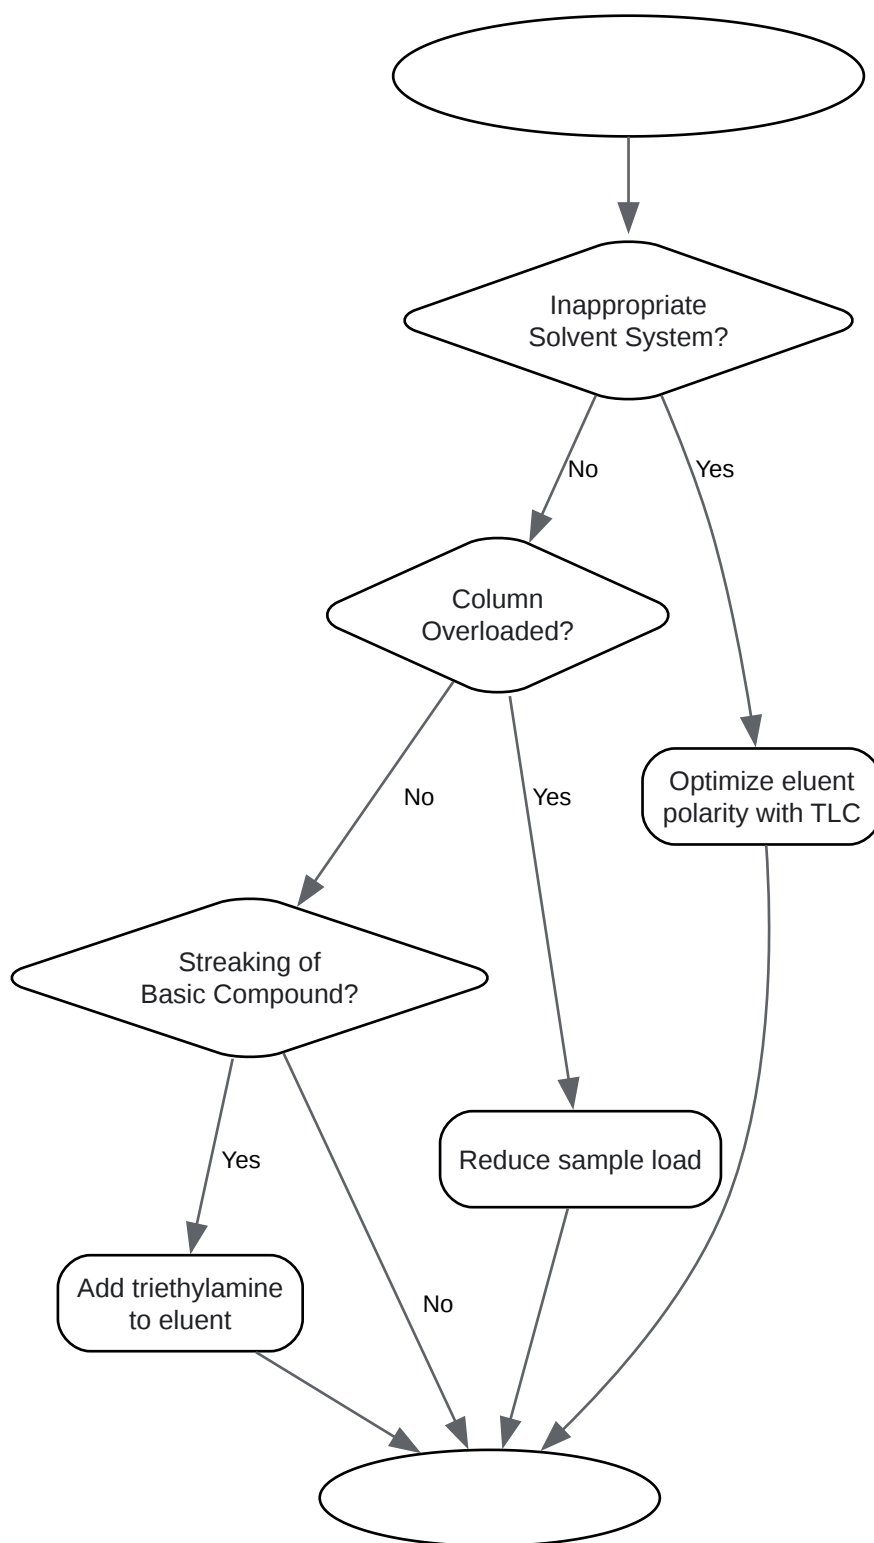 Inappropriate
Solvent System?
No
Yes
Column
Overloaded?
Optimize eluent
polarity with TLC
No
Yes
Streaking of
Basic Compound?
Yes
Reduce sample load
Add triethylamine
to eluent
No